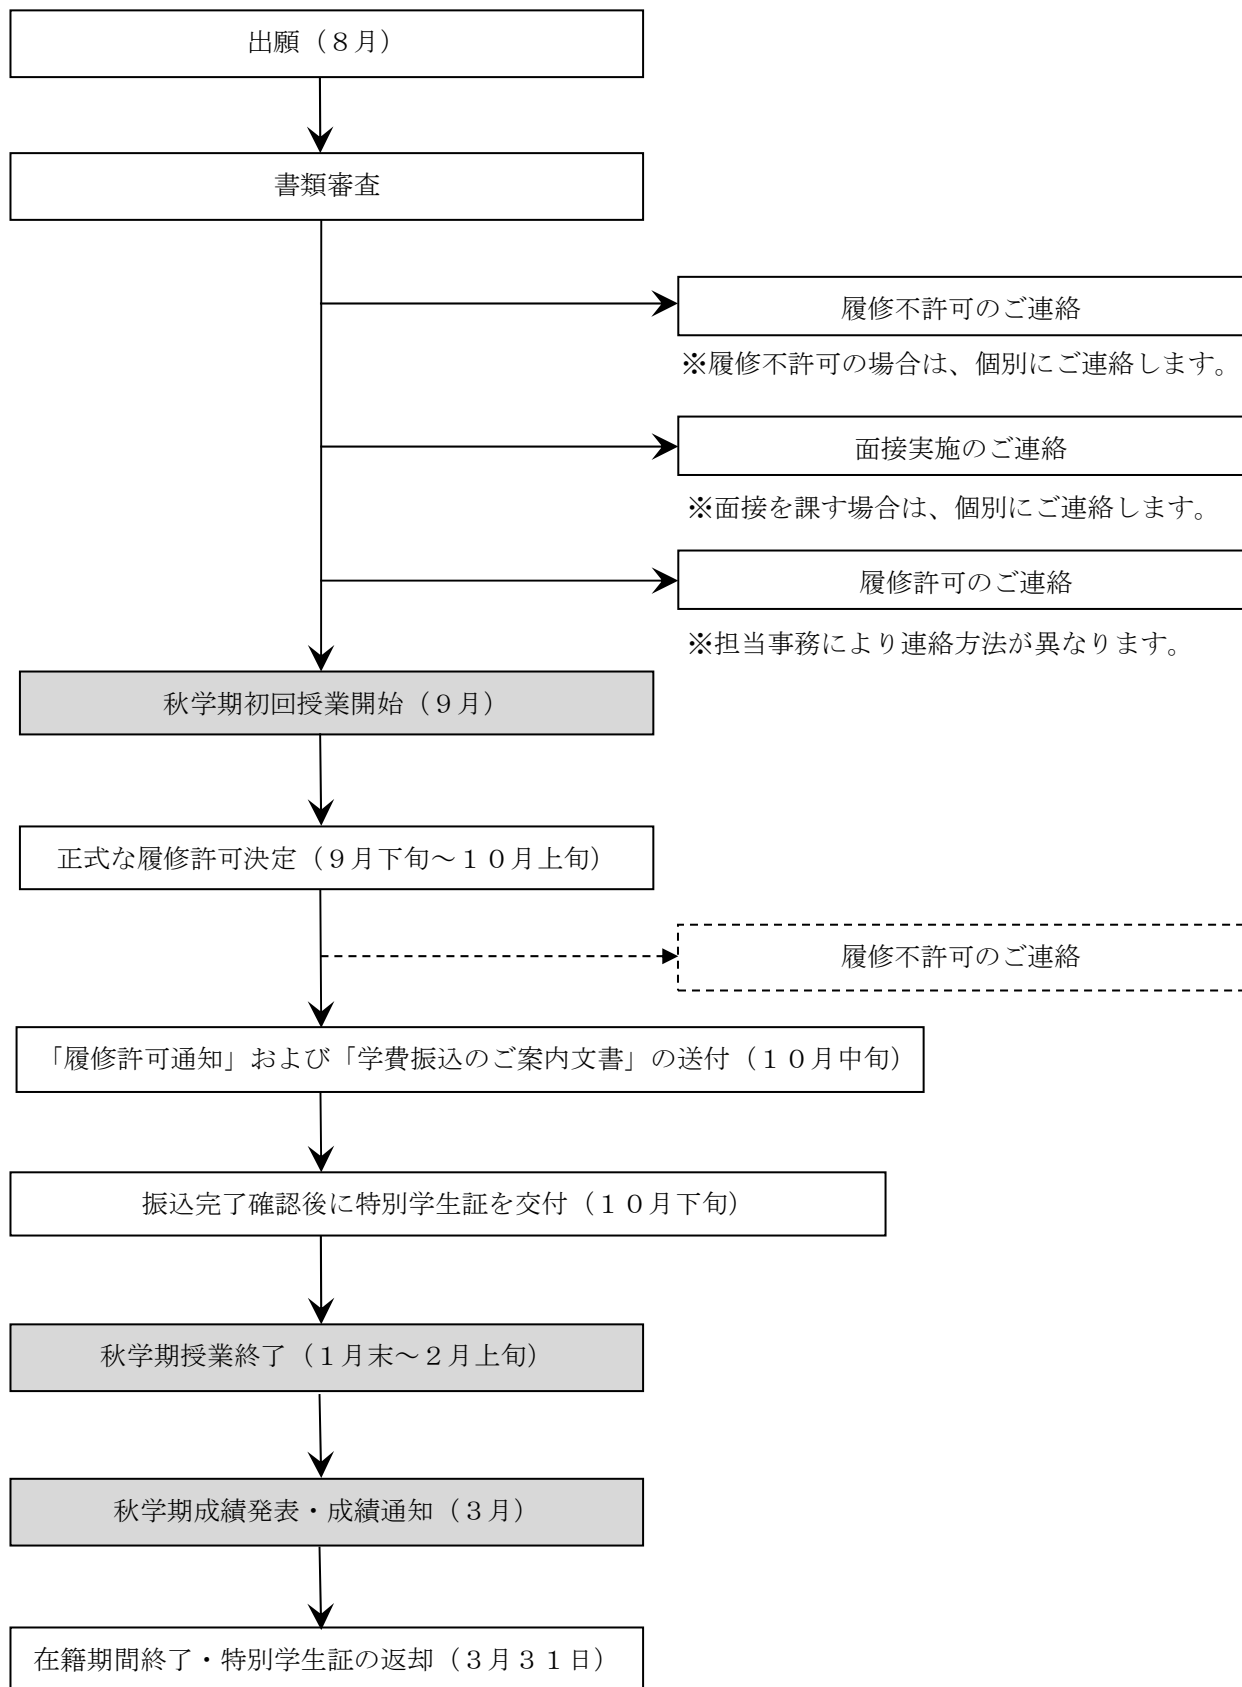 出願（８月）
書類審査
履修不許可のご連絡
※履修不許可の場合は、個別にご連絡します。
面接実施のご連絡
※面接を課す場合は、個別にご連絡します。
履修許可のご連絡
※担当事務により連絡方法が異なります。
秋学期初回授業開始（９月）
正式な履修許可決定（９月下旬～１０月上旬）
履修不許可のご連絡
「履修許可通知」および「学費振込のご案内文書」の送付（１０月中旬）
振込完了確認後に特別学生証を交付（１０月下旬）
秋学期授業終了（１月末～２月上旬）
秋学期成績発表・成績通知（３月）
在籍期間終了・特別学生証の返却（３月３１日）